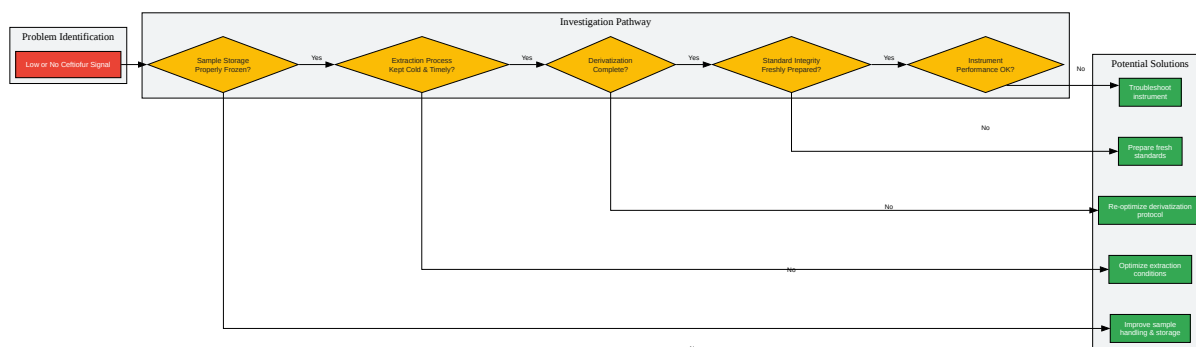 Problem Identification
Low or No Ceftiofur Signal
Investigation Pathway
Sample Storage
Properly Frozen?
Yes
Extraction Process
Kept Cold & Timely?
Yes
Derivatization
Complete?
Yes
Standard Integrity
Freshly Prepared?
Yes
Instrument
Performance OK?
No
No
No
No
Potential Solutions
Troubleshoot
instrument
Prepare fresh
standards
Re-optimize derivatization
protocol
Optimize extraction
conditions
Improve sample
handling & storage